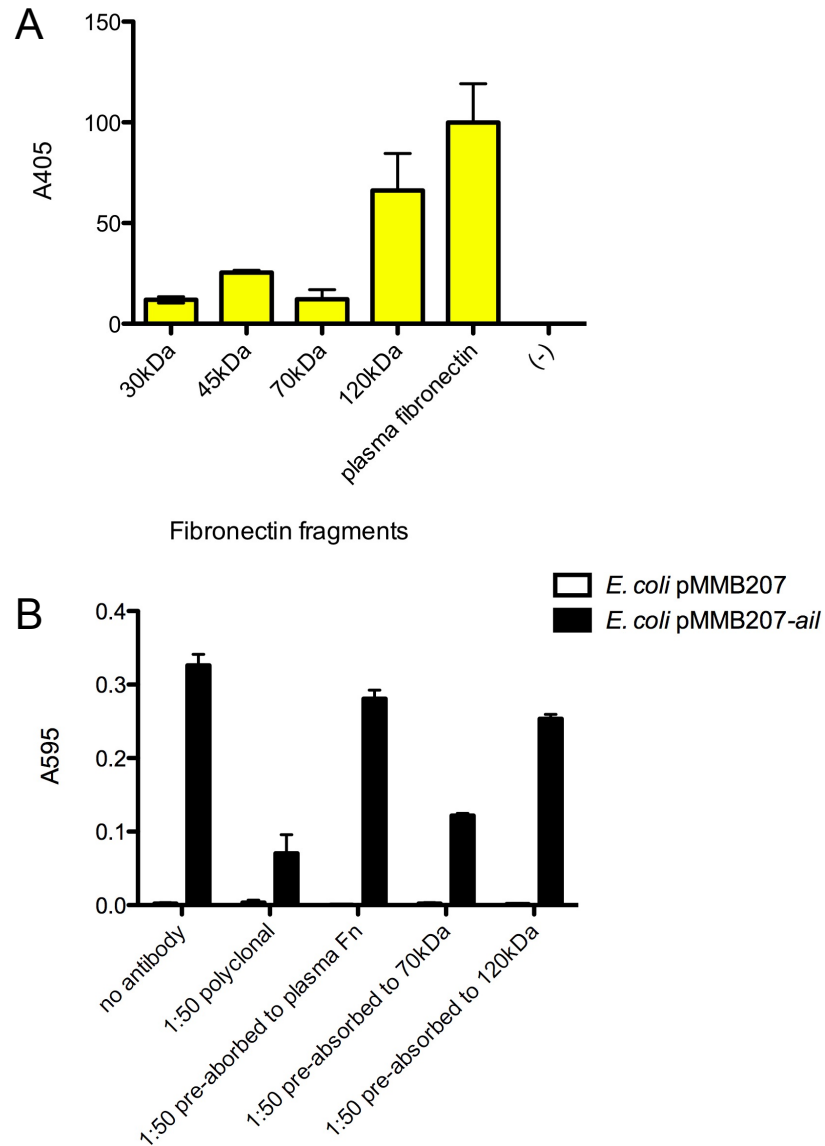 A
150
100
50
0
A405
30kDa
45kDa
70kDa
120kDa
plasma fibronectin
(-)
Fibronectin fragments
E. coli pMMB207
E. coli pMMB207-ail
B
0.4
0.3
0.2
0.1
0.0
A595
no antibody
1:50 polyclonal
1:50 pre-aborbed to plasma Fn
1:50 pre-absorbed to 70kDa
1:50 pre-absorbed to 120kDa